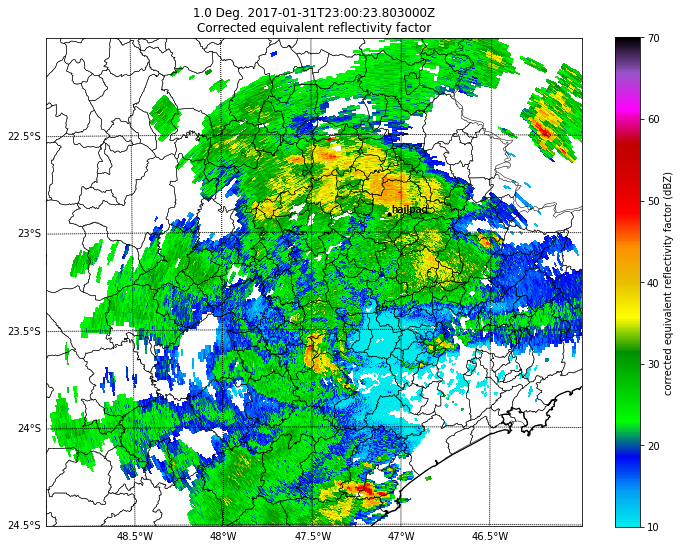 1.0 Deg. 2017-01-31T23:00:23.803000Z
Corrected equivalent reflectivity factor
22.5°S
23°S
23.5°S
24°S
24.5°S
hailpad
48.5°W
48°W
47.5°W
47°W
46.5°W
70
60
50
40
30
20
10
corrected equivalent reflectivity factor (dBZ)